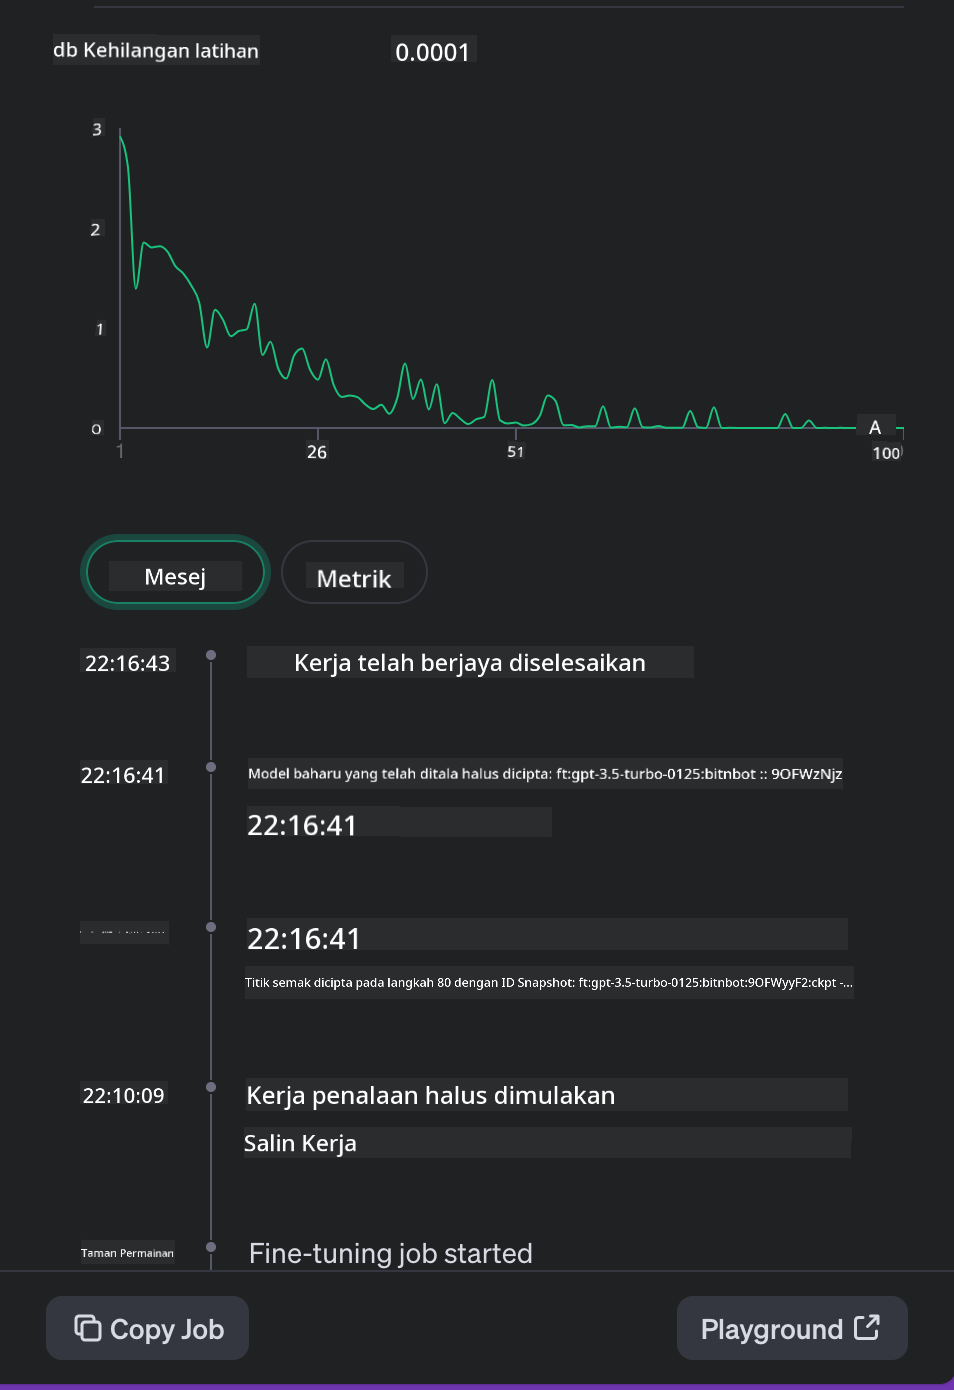 db Kehilangan latihan
0.0001
3
2
1
0
1
26
51
A
100
Mesej
Metrik
22:16:43
Kerja telah berjaya diselesaikan
22:16:41
Model baharu yang telah ditala halus dicipta: ft:gpt-3.5-turbo-0125:bitnbot :: 9OFWzNjz
22:16:41
22:16:41
Titik semak dicipta pada langkah 80 dengan ID Snapshot: ft:gpt-3.5-turbo-0125:bitnbot:9OFWyyF2:ckpt -...
22:10:09
Kerja penalaan halus dimulakan
Salin Kerja
Taman Permainan
Fine-tuning job started
Copy Job
Playground